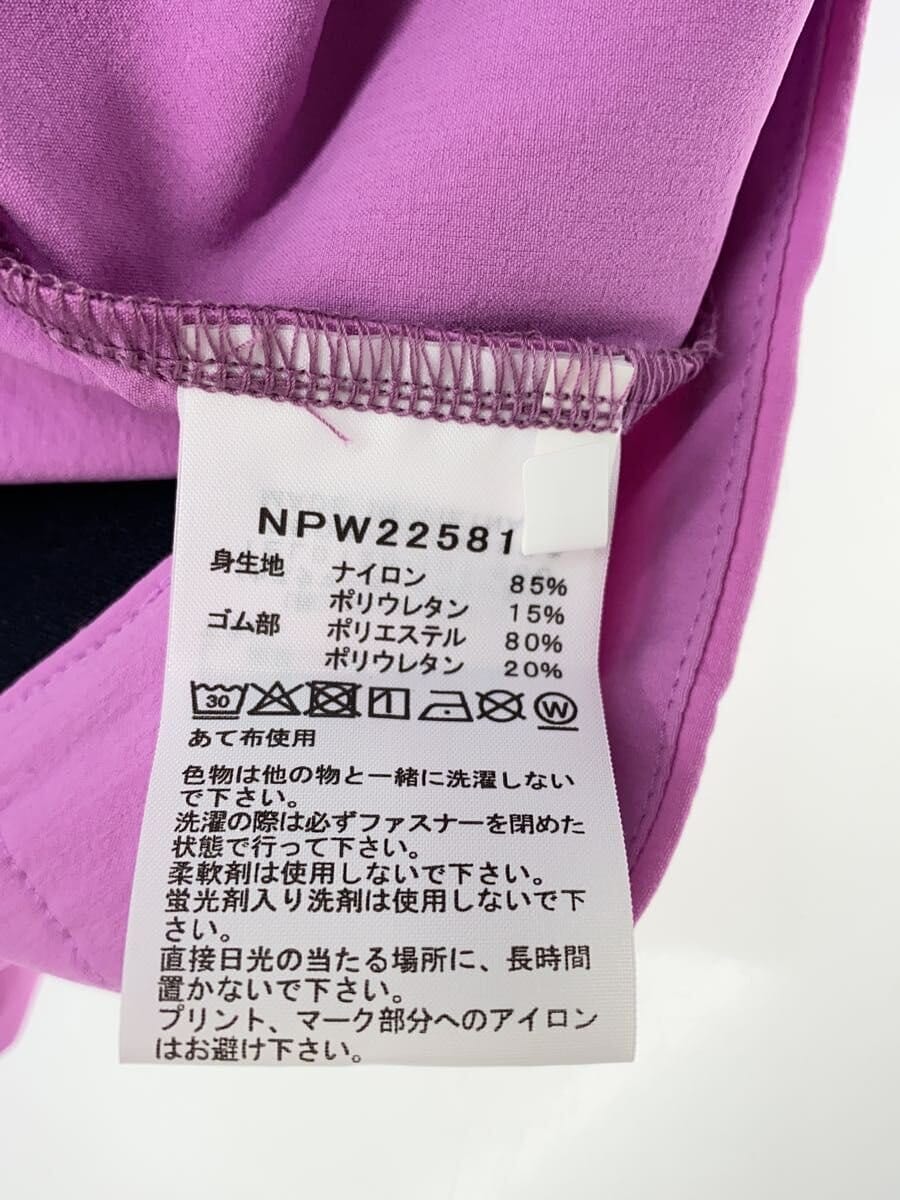 NPW22581
身生地 ナイロン 85%
ポリウレタン 15%
ゴム部 ポリエステル 80%
ポリウレタン 20%
30 W
あて布使用
色物は他の物と一緒に洗濯しない
で下さい。
洗濯の際は必ずファスナーを閉めた
状態で行って下さい。
柔軟剤は使用しないで下さい。
蛍光剤入り洗剤は使用しないで下
さい。
直接日光の当たる場所に、長時間
置かないで下さい。
プリント、マーク部分へのアイロン
はお避け下さい。